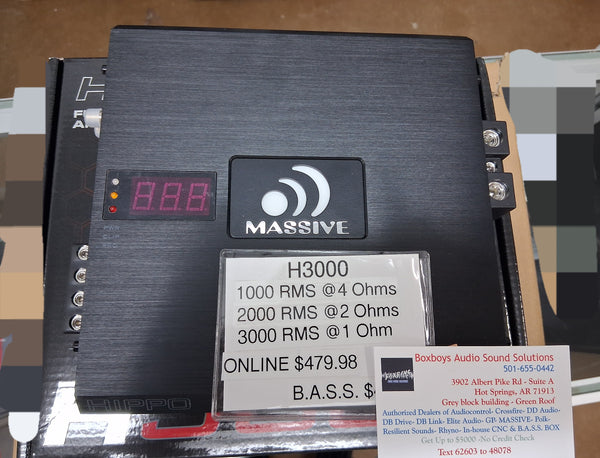 8.8.8.
MASSIVE
H3000
1000 RMS @4 Ohms
2000 RMS @2 Ohms
3000 RMS @1 Ohm
ONLINE $479.98
B.A.S.S.
HIPPO
Boxboys Audio Sound Solutions
501-655-0442
3902 Albert Pike Rd - Suite A
Hot Springs, AR 71913
Grey block building - Green Roof
Authorized Dealers of Audiocontrol- Crossfire- DD Audio-
DB Drive- DB Link- Elite Audio- GP- MASSIVE- Polk-
Resilient Sounds- Rhyno- In-house CNC & B.A.S.S. BOX
Get Up to $5000 -No Credit Check
Text 62603 to 48078